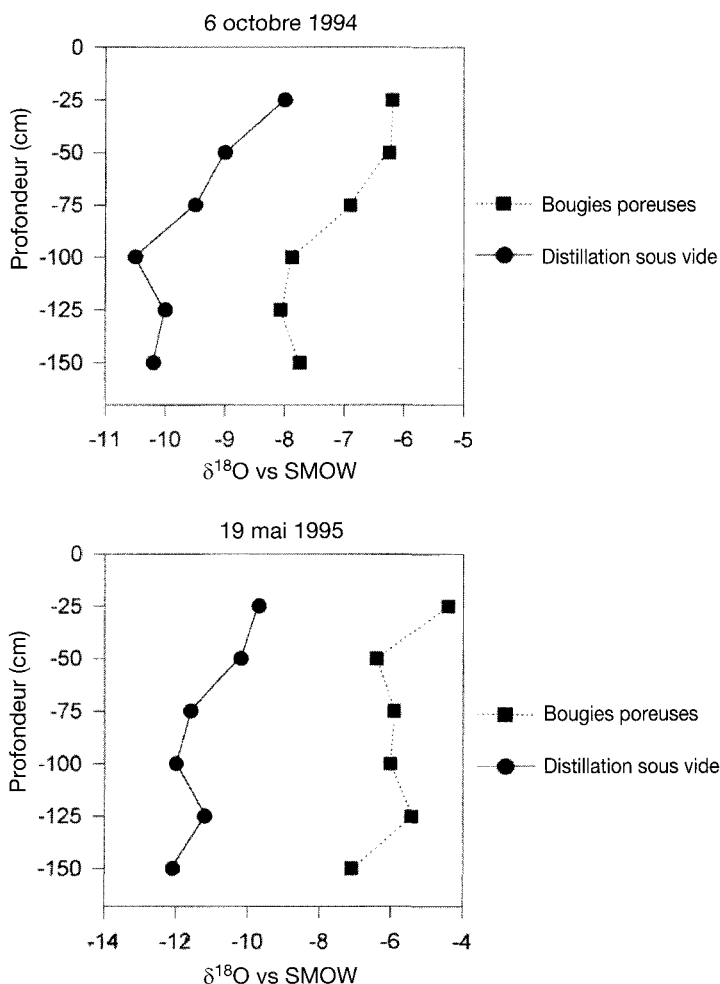 6 octobre 1994
0
-25
-50
-75
-100
-125
-150
Profondeur (cm)
-11 -10 -9 -8 -7 -6 -5
δ¹⁸O vs SMOW
Bougies poreuses
Distillation sous vide
19 mai 1995
0
-25
-50
-75
-100
-125
-150
Profondeur (cm)
-14 -12 -10 -8 -6 -4
δ¹⁸O vs SMOW
Bougies poreuses
Distillation sous vide